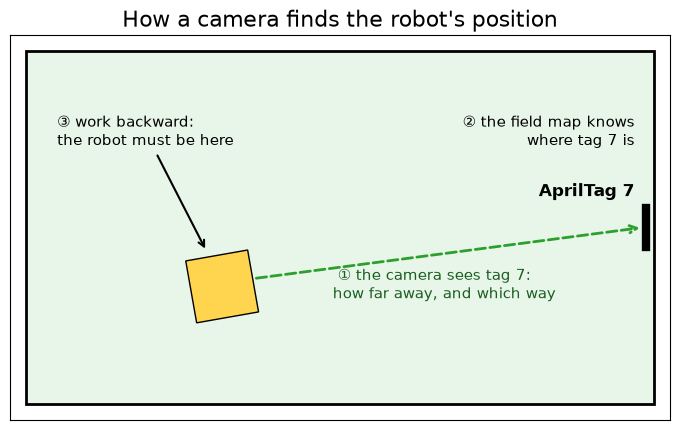 How a camera finds the robot's position
③ work backward:
the robot must be here
② the field map knows
where tag 7 is
AprilTag 7
① the camera sees tag 7:
how far away, and which way